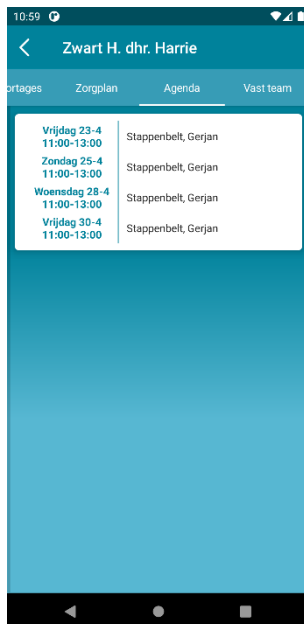 10:59
Zwart H. dhr. Harrie
ortages Zorgplan Agenda Vast team
Vrijdag 23-4
11:00-13:00
Stappenbelt, Gerjan
Zondag 25-4
11:00-13:00
Stappenbelt, Gerjan
Woensdag 28-4
11:00-13:00
Stappenbelt, Gerjan
Vrijdag 30-4
11:00-13:00
Stappenbelt, Gerjan